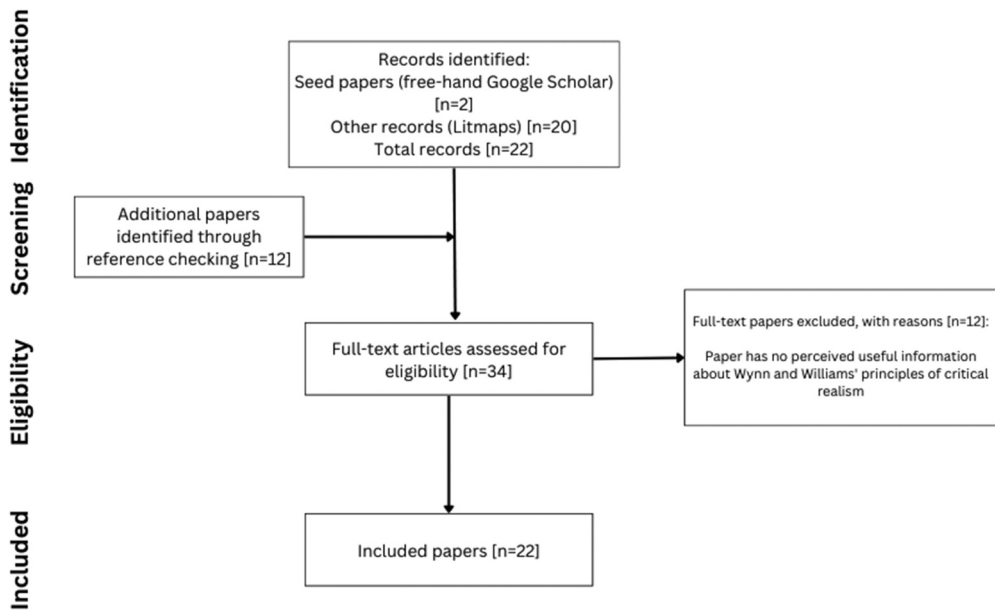 Identification
Records identified:
Seed papers (free-hand Google Scholar)
[n=2]
Other records (Litmaps) [n=20]
Total records [n=22]
Screening
Additional papers
identified through
reference checking [n=12]
Eligibility
Full-text articles assessed for
eligibility [n=34]
Full-text papers excluded, with reasons [n=12]:
Paper has no perceived useful information
about Wynn and Williams' principles of critical
realism
Included
Included papers [n=22]